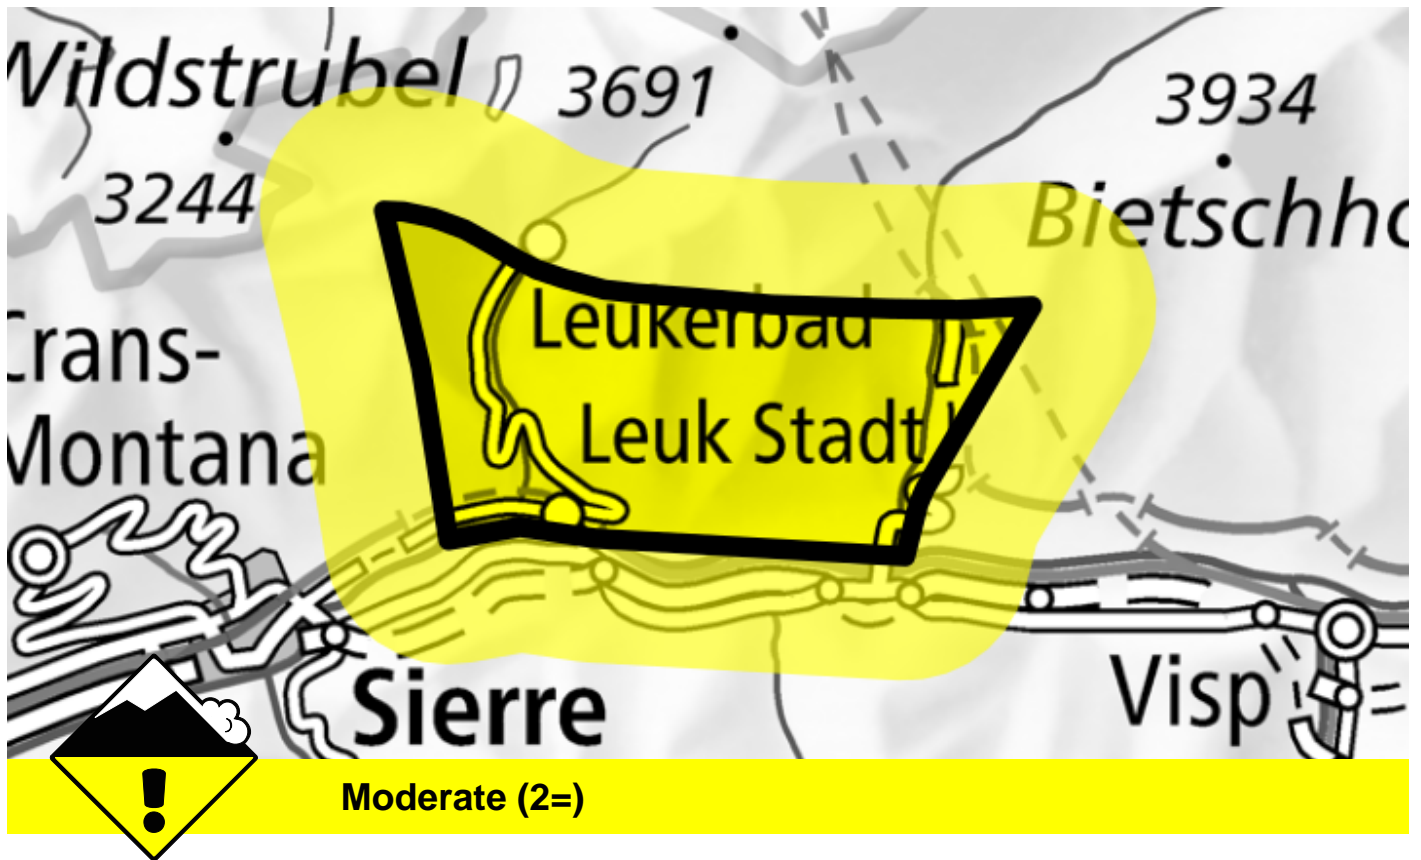 Wildstrubel
3691
3934
3244
Bietschho
Leukerbad
Crans-
Montana
Leuk Stadt
Sierre
Visp
Moderate (2=)